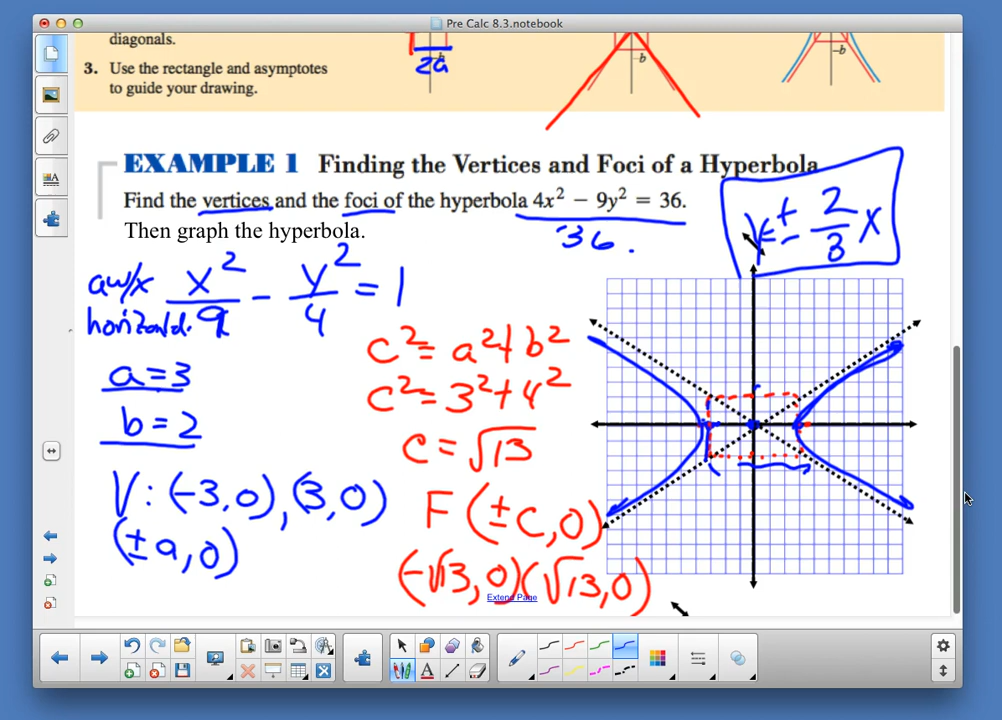 Pre Calc 8.3.notebook
diagonals.
3. Use the rectangle and asymptotes
to guide your drawing.
2a
b
−b
−b
EXAMPLE 1 Finding the Vertices and Foci of a Hyperbola
Find the vertices and the foci of the hyperbola 4x² − 9y² = 36.
36.
Then graph the hyperbola.
y=± 2/3 x
aw/x x²/9 − y²/4 = 1
horizontal.
a=3
b=2
V: (-3,0), (3,0)
(±a,0)
c²= a²+b²
c²= 3²+4²
c=√13
F (±c,0)
(-√13,0)(√13,0)
Extend Page
A